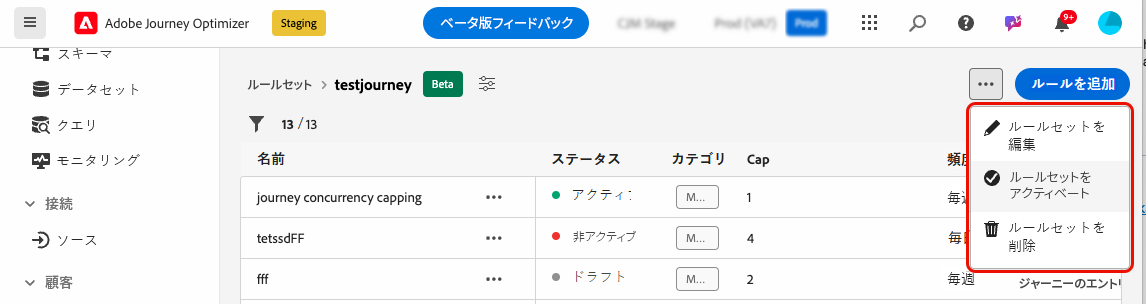 Adobe Journey Optimizer
Staging
ベータ版フィードバック
CJM Stage
Prod (VA7)
Prod
9+
スキーマ
データセット
クエリ
モニタリング
接続
ソース
顧客
ルールセット
testjourney
Beta
ルールを追加
13 / 13
ルールセットを
編集
ルールセットを
アクティベート
ルールセットを
削除
名前 ステータス カテゴリ Cap
journey concurrency capping ••• アクティブ M... 1 毎週
tetssdFF ••• 非アクティブ M... 4
fff ••• ドラフト M... 2 毎週
ジャーニーのエント